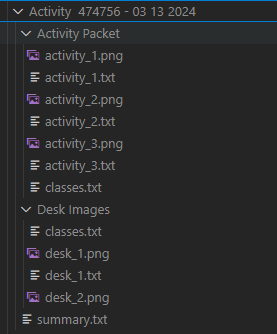 Activity 474756 - 03 13 2024
Activity Packet
activity_1.png
activity_1.txt
activity_2.png
activity_2.txt
activity_3.png
activity_3.txt
classes.txt
Desk Images
classes.txt
desk_1.png
desk_1.txt
desk_2.png
summary.txt